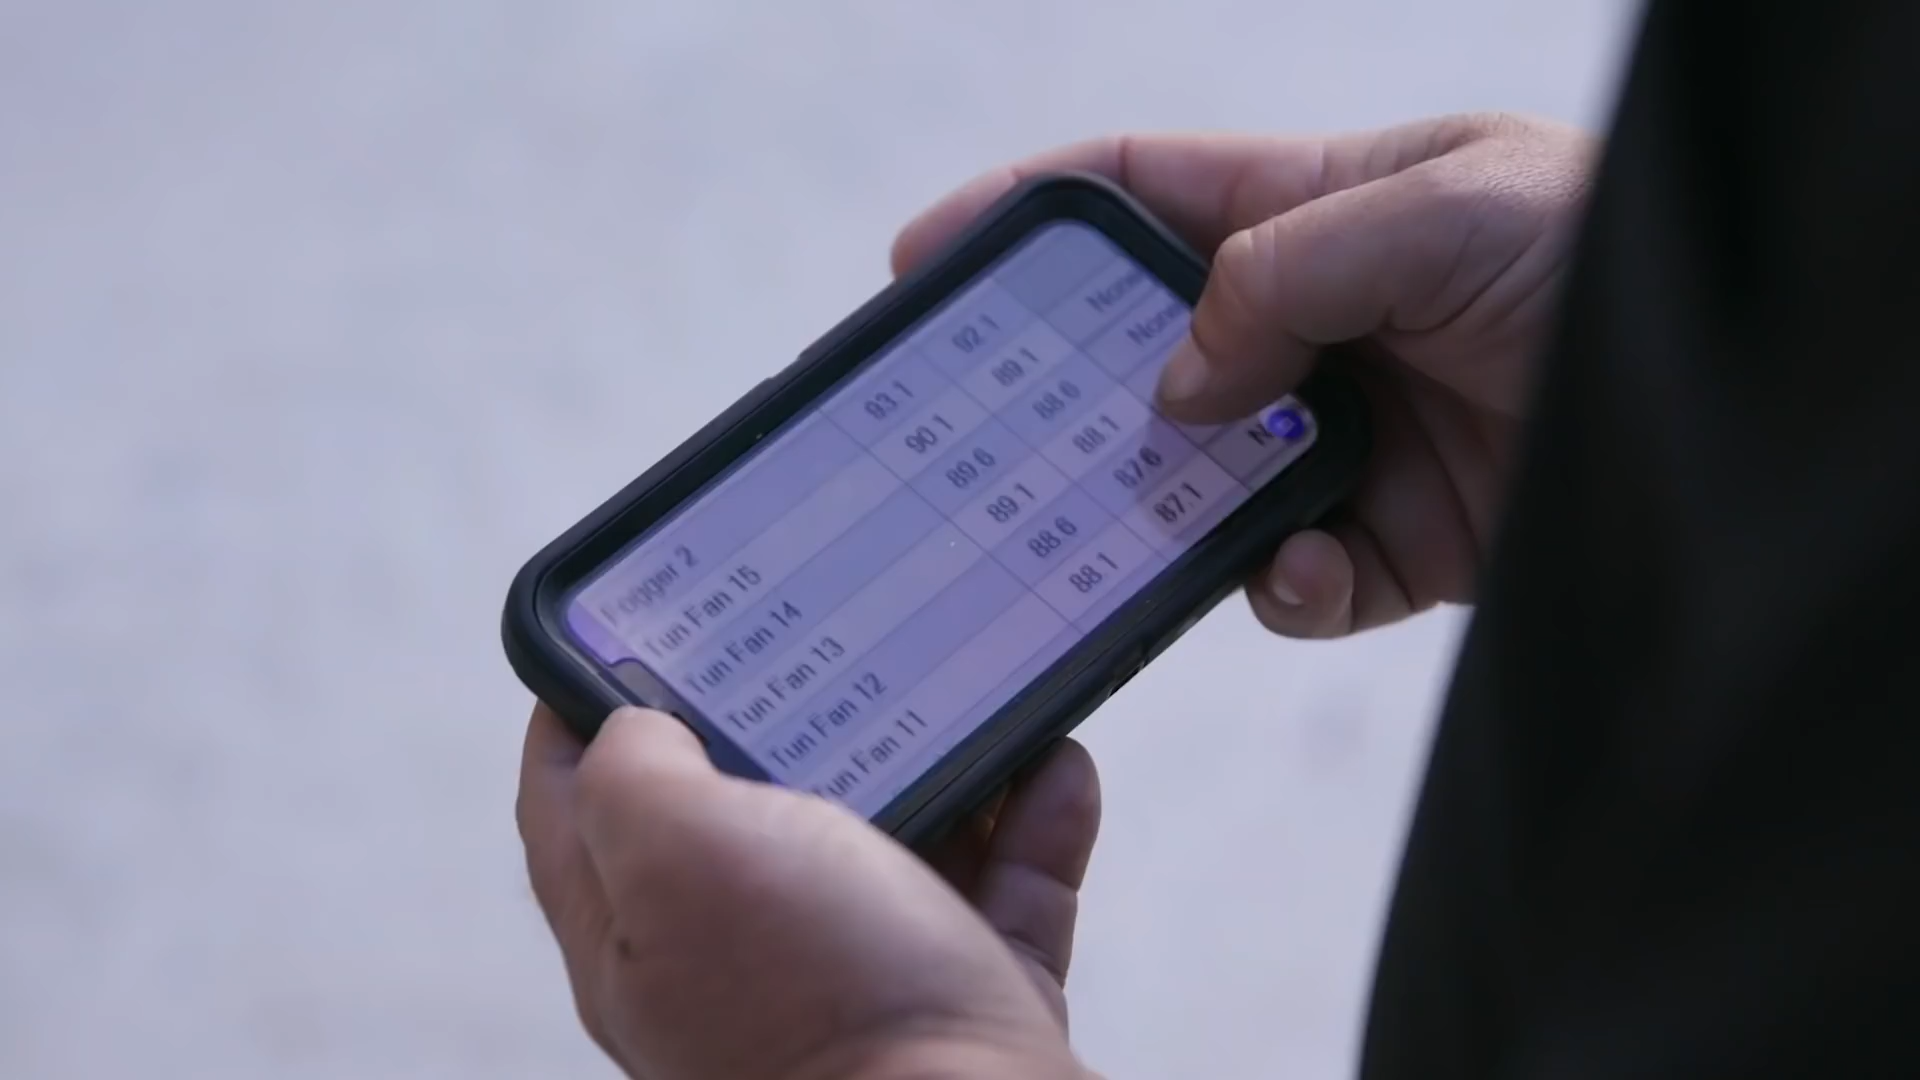 Fogger 2 93.1 92.1
Tun Fan 15 90.1 89.1 None
Tun Fan 14 89.6 88.6 None
Tun Fan 13 89.1 88.1
Tun Fan 12 88.6 87.6
Tun Fan 11 88.1 87.1